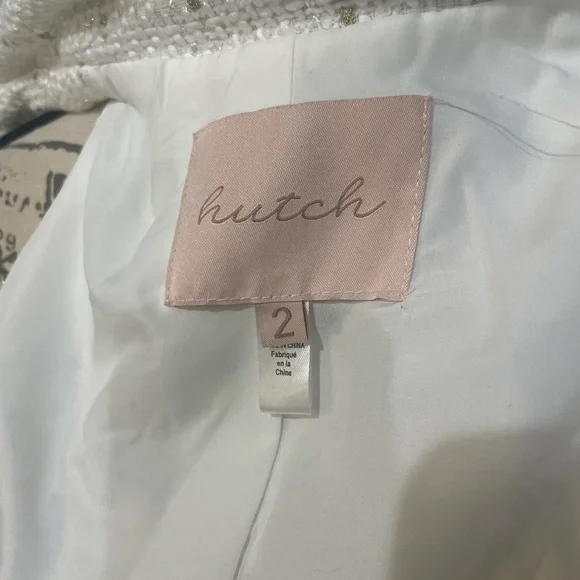 hutch
2
IN CHINA
Fabriqué
en la
Chine